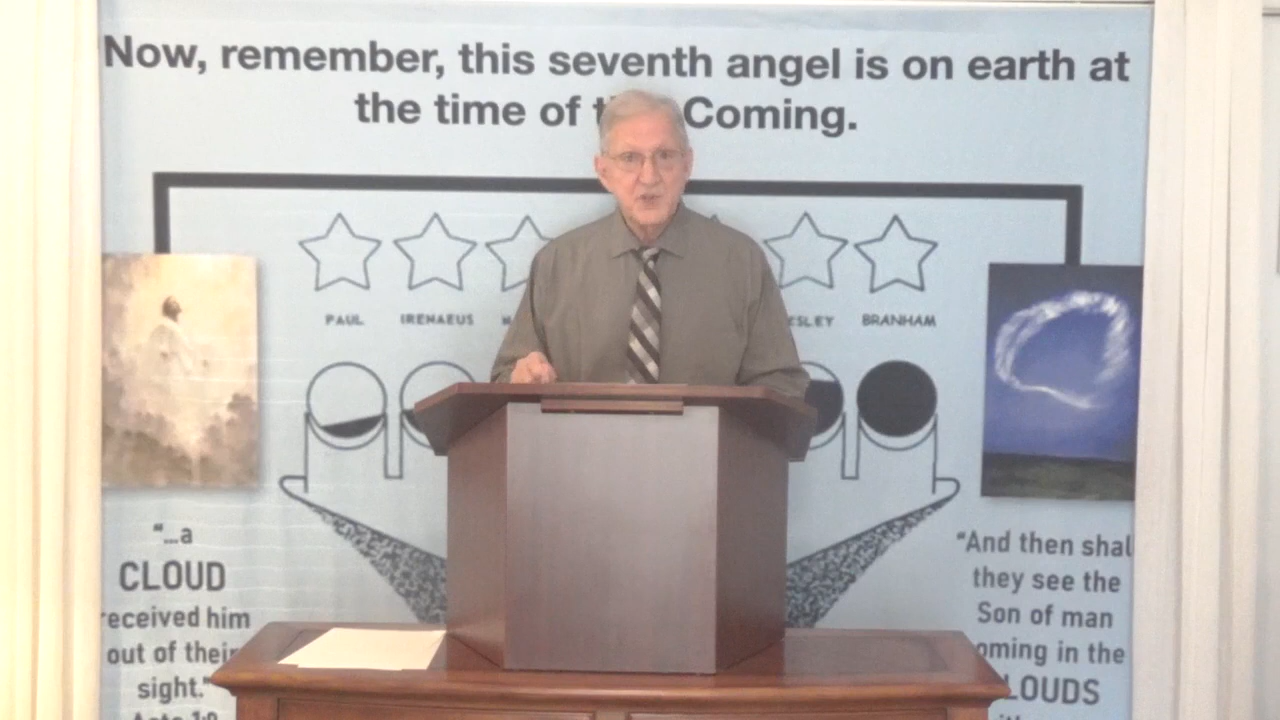 Now, remember, this seventh angel is on earth at
the time of Coming.
PAUL IRENAEUS BRANHAM
"...a
CLOUD
eceived him
out of their
sight."
"And then shal
they see the
Son of man
oming in the
LOUDS